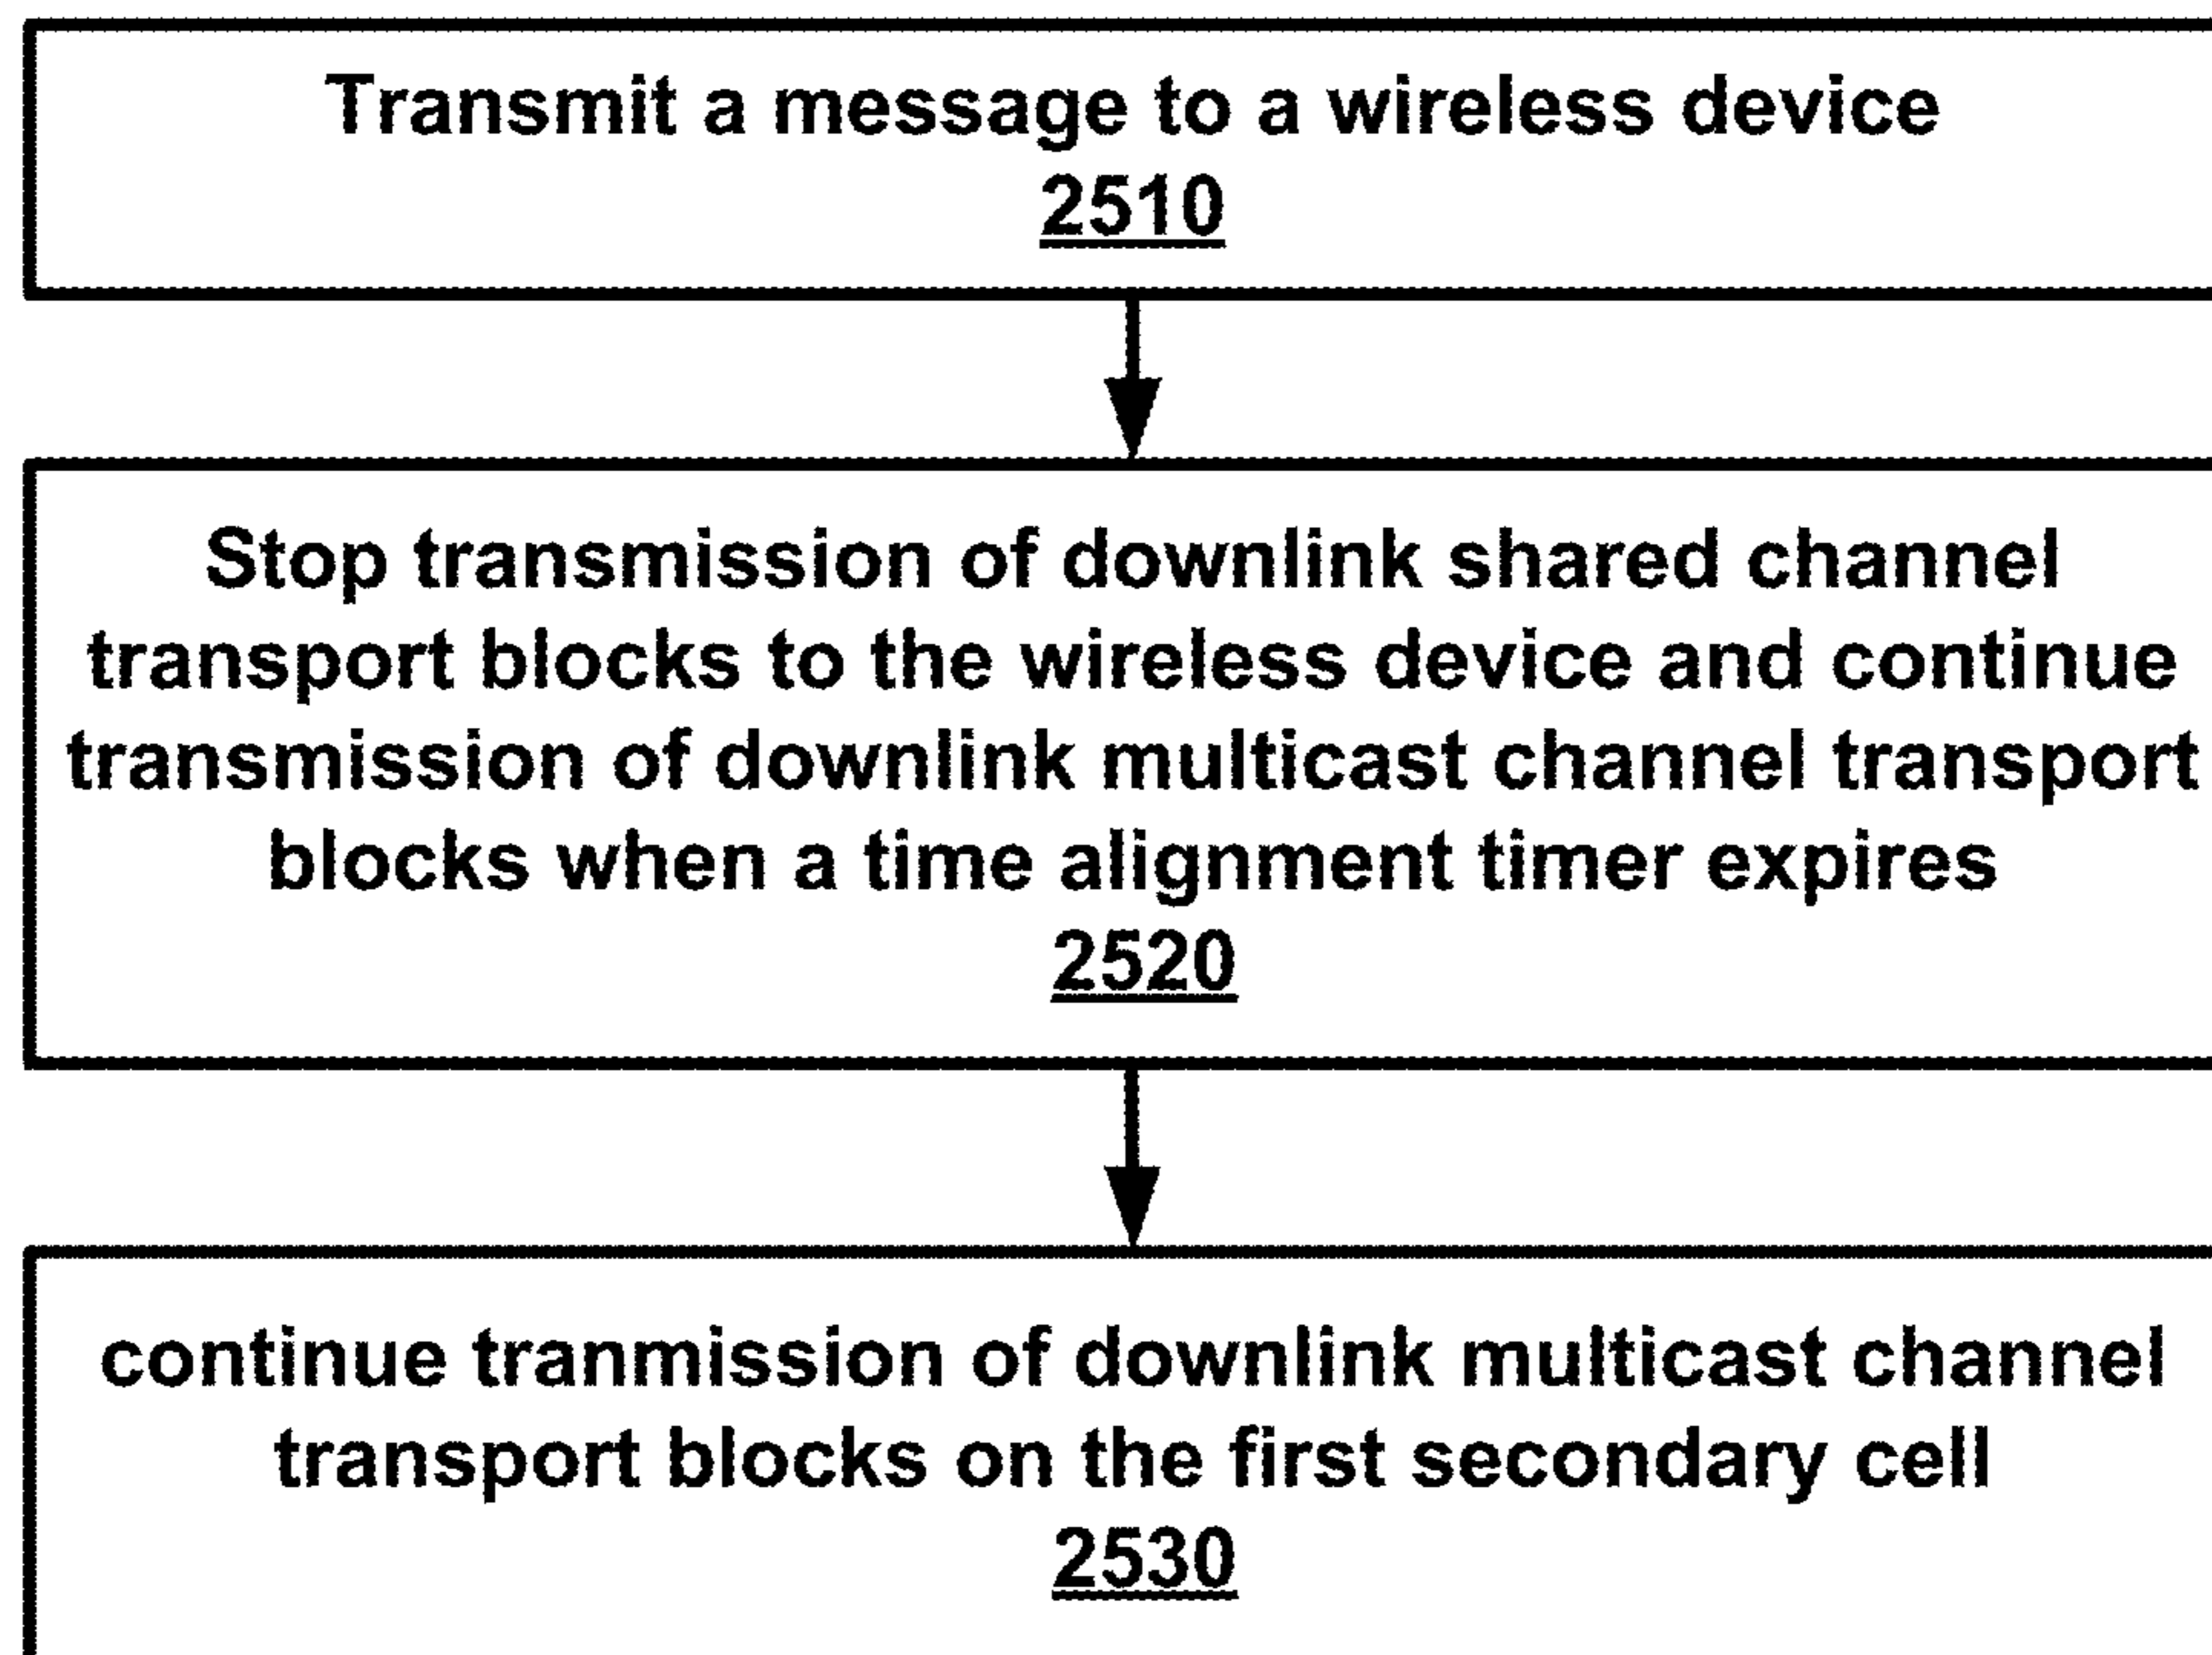 Transmit a message to a wireless device
2510
Stop transmission of downlink shared channel
transport blocks to the wireless device and continue
transmission of downlink multicast channel transport
blocks when a time alignment timer expires
2520
continue tranmission of downlink multicast channel
transport blocks on the first secondary cell
2530